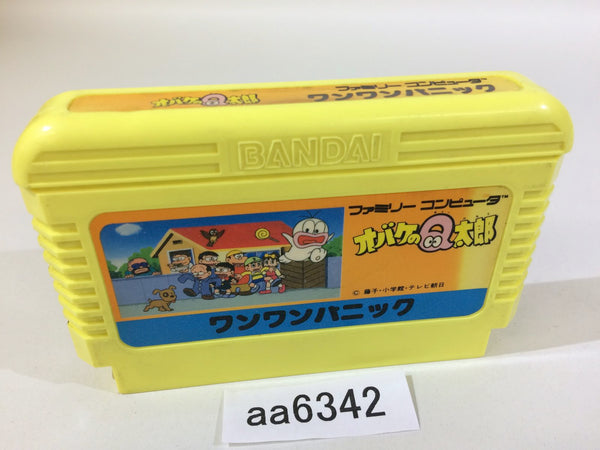 ファミリー コンピュータ
オバケのQ太郎
ワンワンパニック
BANDAI
ファミリー コンピュータ™
オバケのQ太郎
© 藤子・小学館・テレビ朝日
ワンワンパニック
aa6342